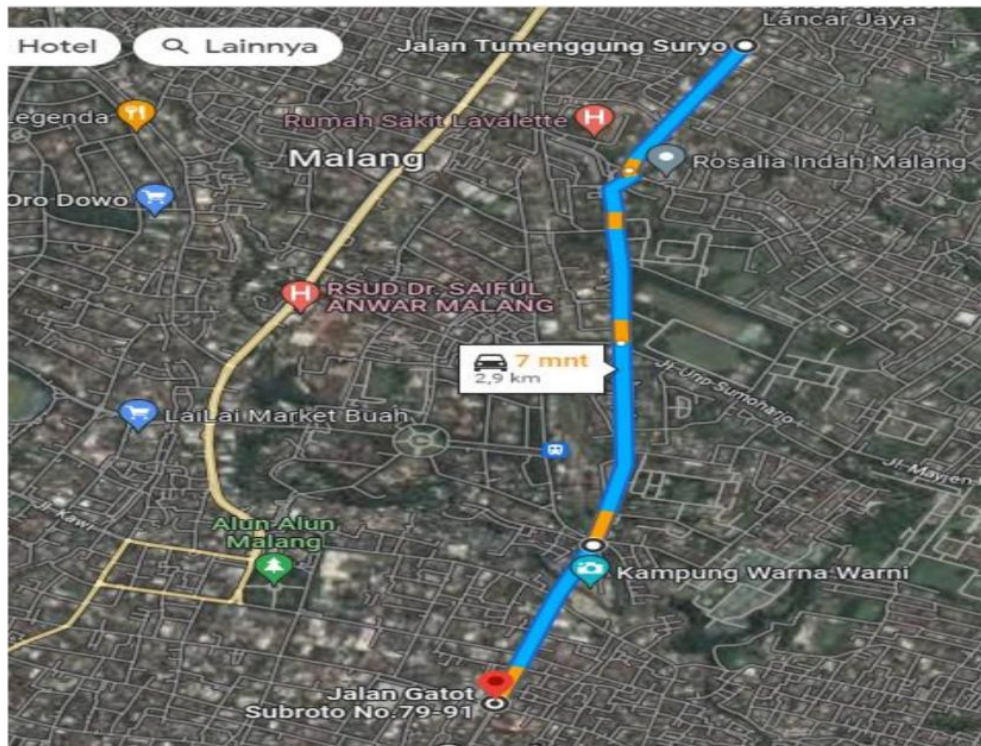 Lancar Jaya
Hotel
Lainnya
Jalan Tumenggung Suryo
Legenda
Rumah Sakit Lavalette
Malang
Rosalia Indah Malang
Oro Dowo
RSUD Dr. SAIFUL
ANWAR MALANG
7 mnt
2,9 km
Jl. Urip Sumoharjo
LaiLai Market Buah
Jl. Mayjen
Jl. Kawi
Alun Alun
Malang
Kampung Warna Warni
Jalan Gatot
Subroto No.79-91